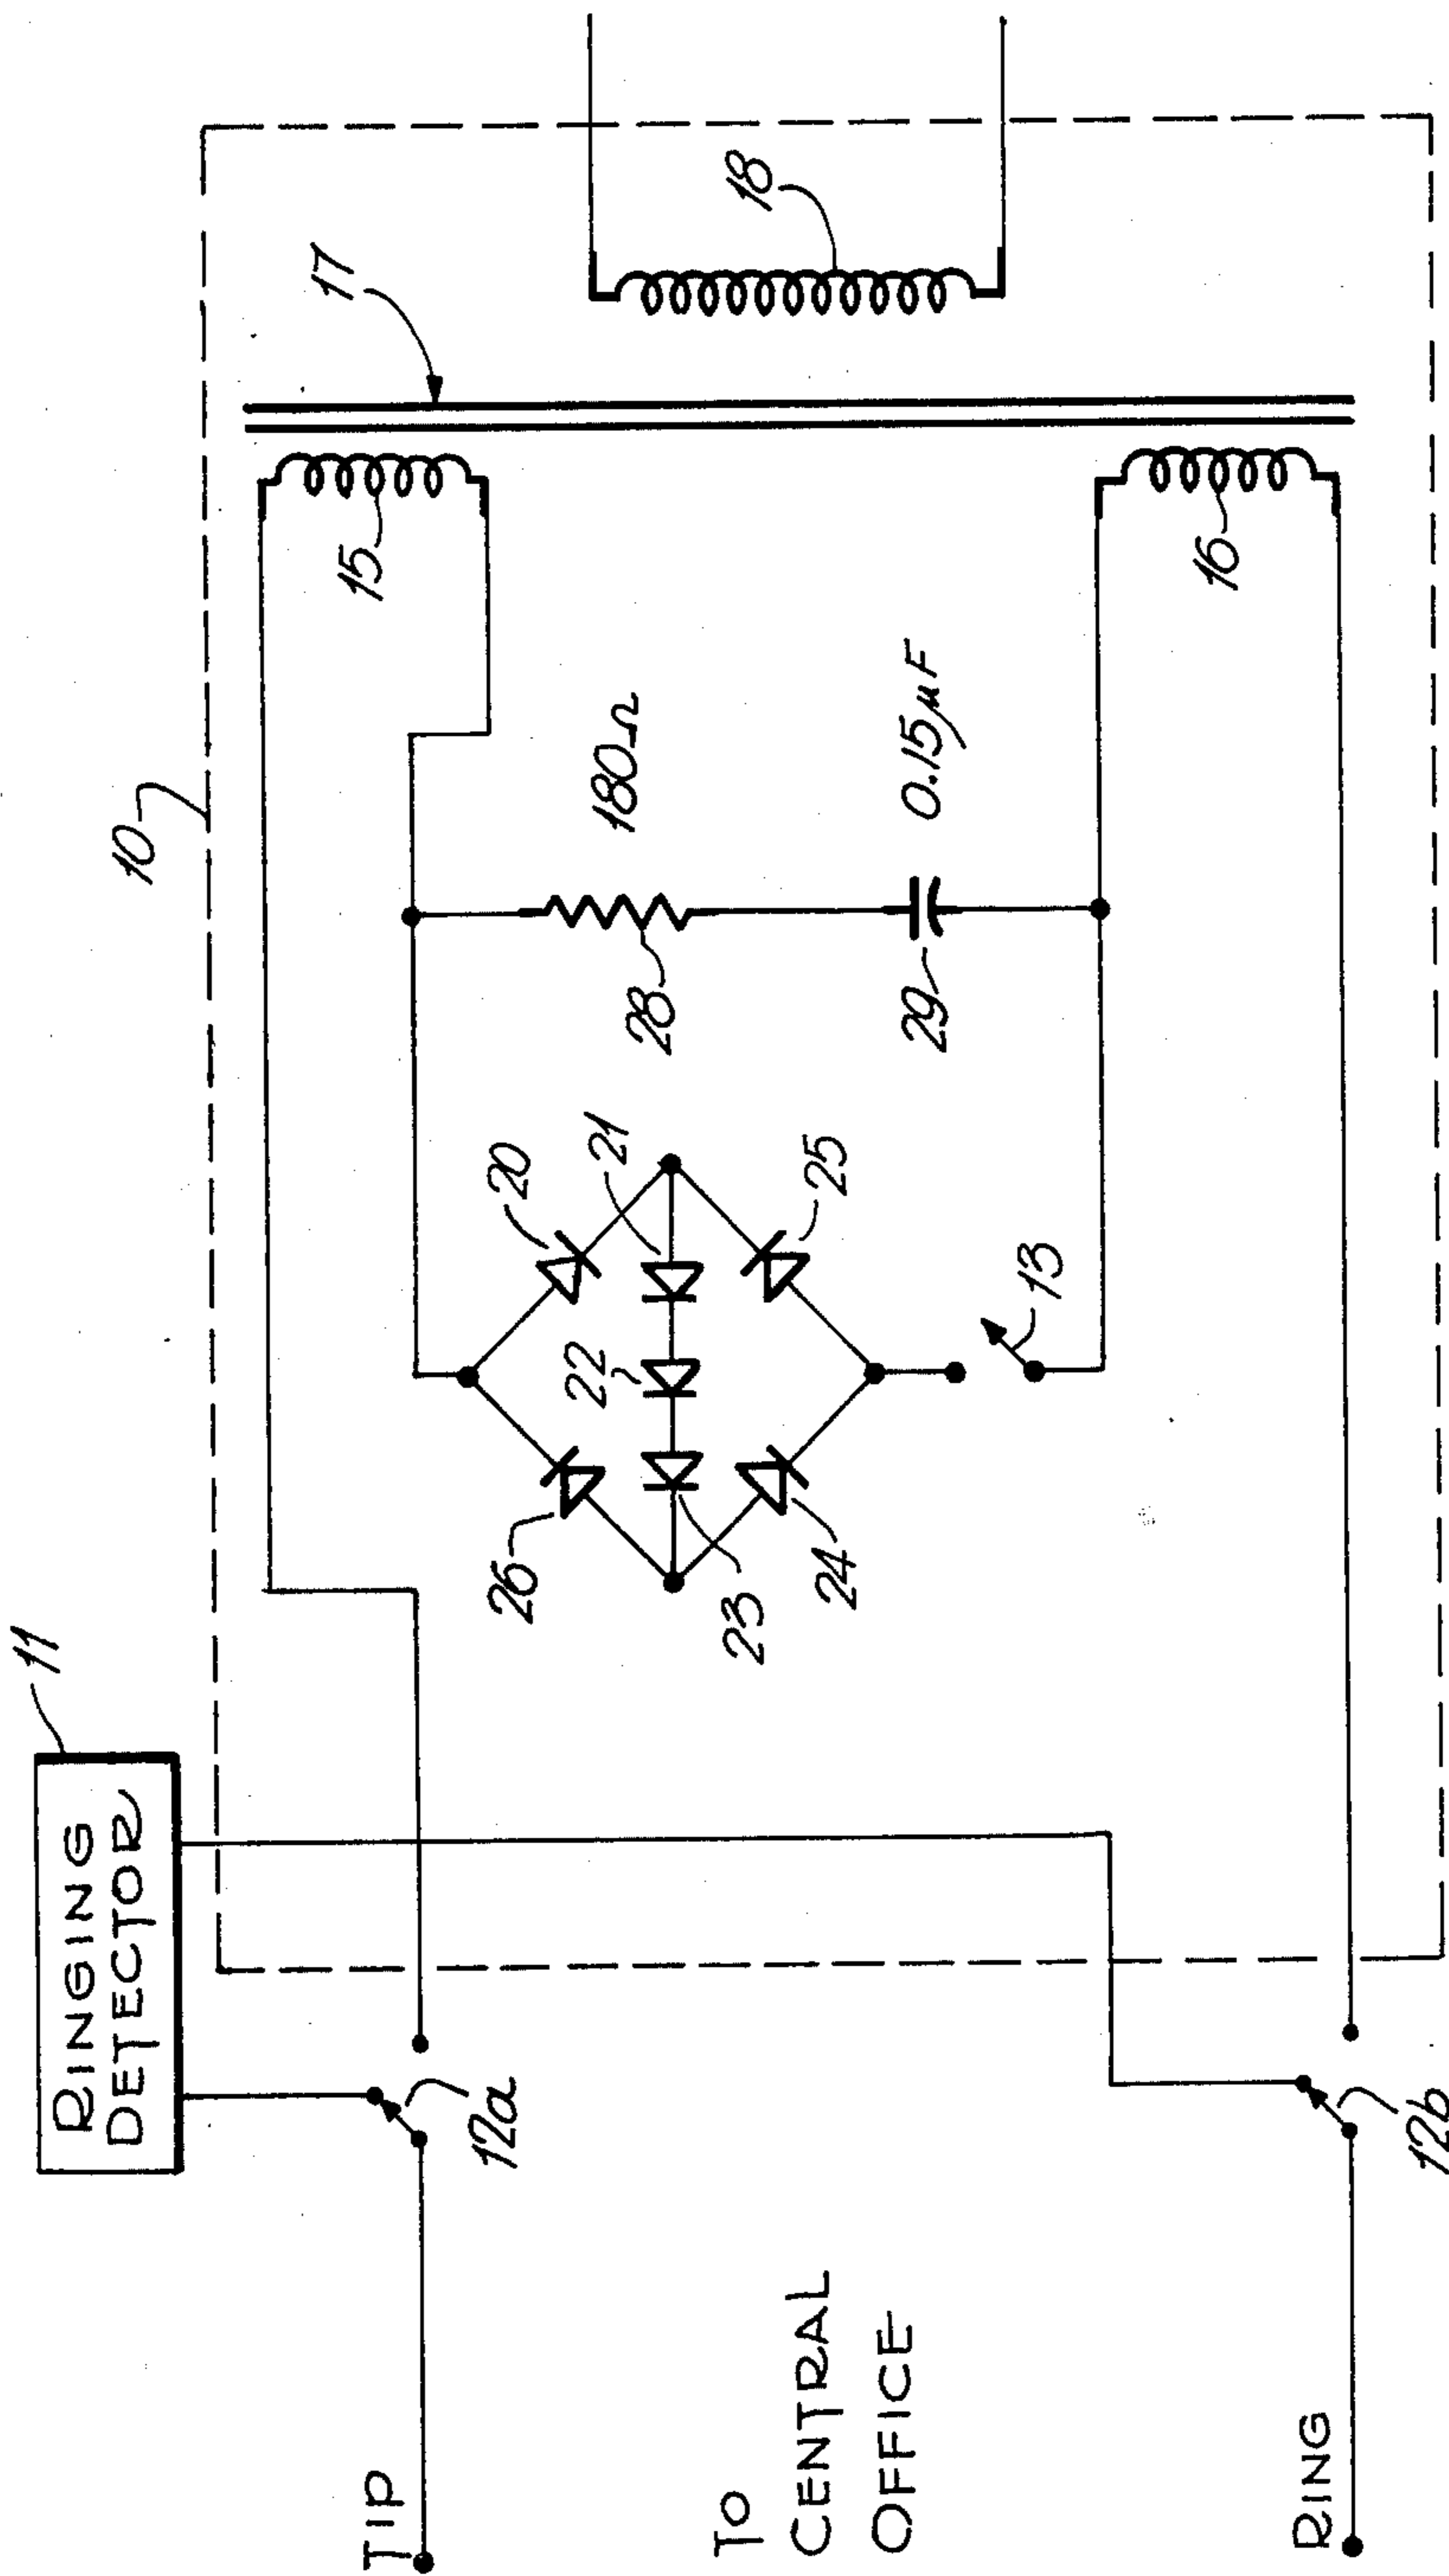 10
11
RINGING
DETECTOR
17
18
15
12a
TIP
20
26
21
22
180Ω
28
23
25
24
TO
CENTRAL
OFFICE
0.15μF
29
13
16
12b
RING